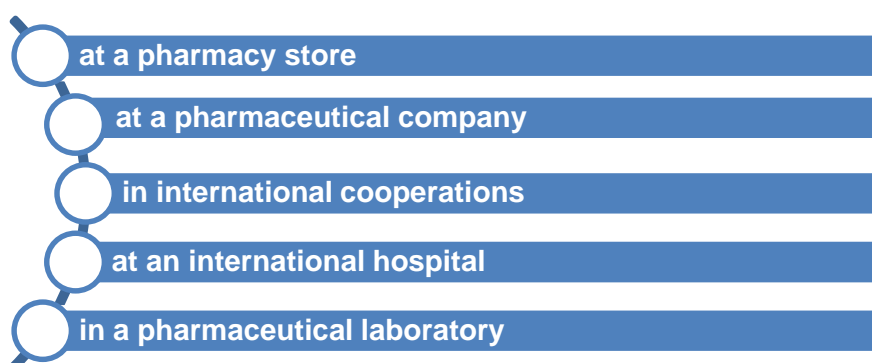 at a pharmacy store
at a pharmaceutical company
in international cooperations
at an international hospital
in a pharmaceutical laboratory